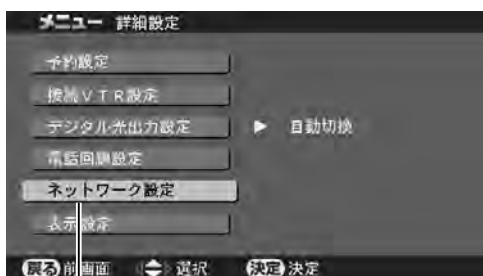 メニュー 詳細設定
予約設定
接続VTR設定
デジタル光出力設定 ▶ 自動切換
電話回線設定
ネットワーク設定
表示設定
戻る 前画面 選択 決定 決定